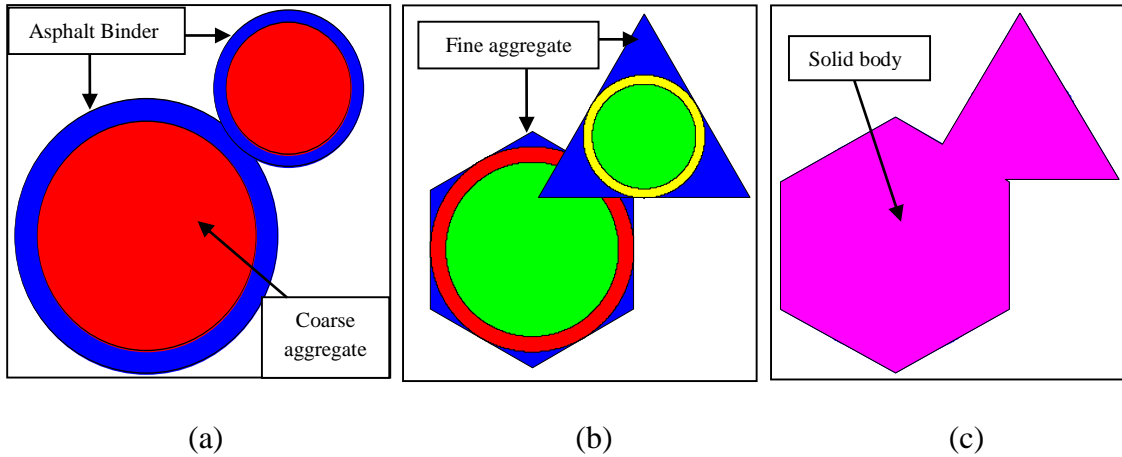 Asphalt Binder
Coarse
aggregate
Fine aggregate
Solid body
(a)
(b)
(c)